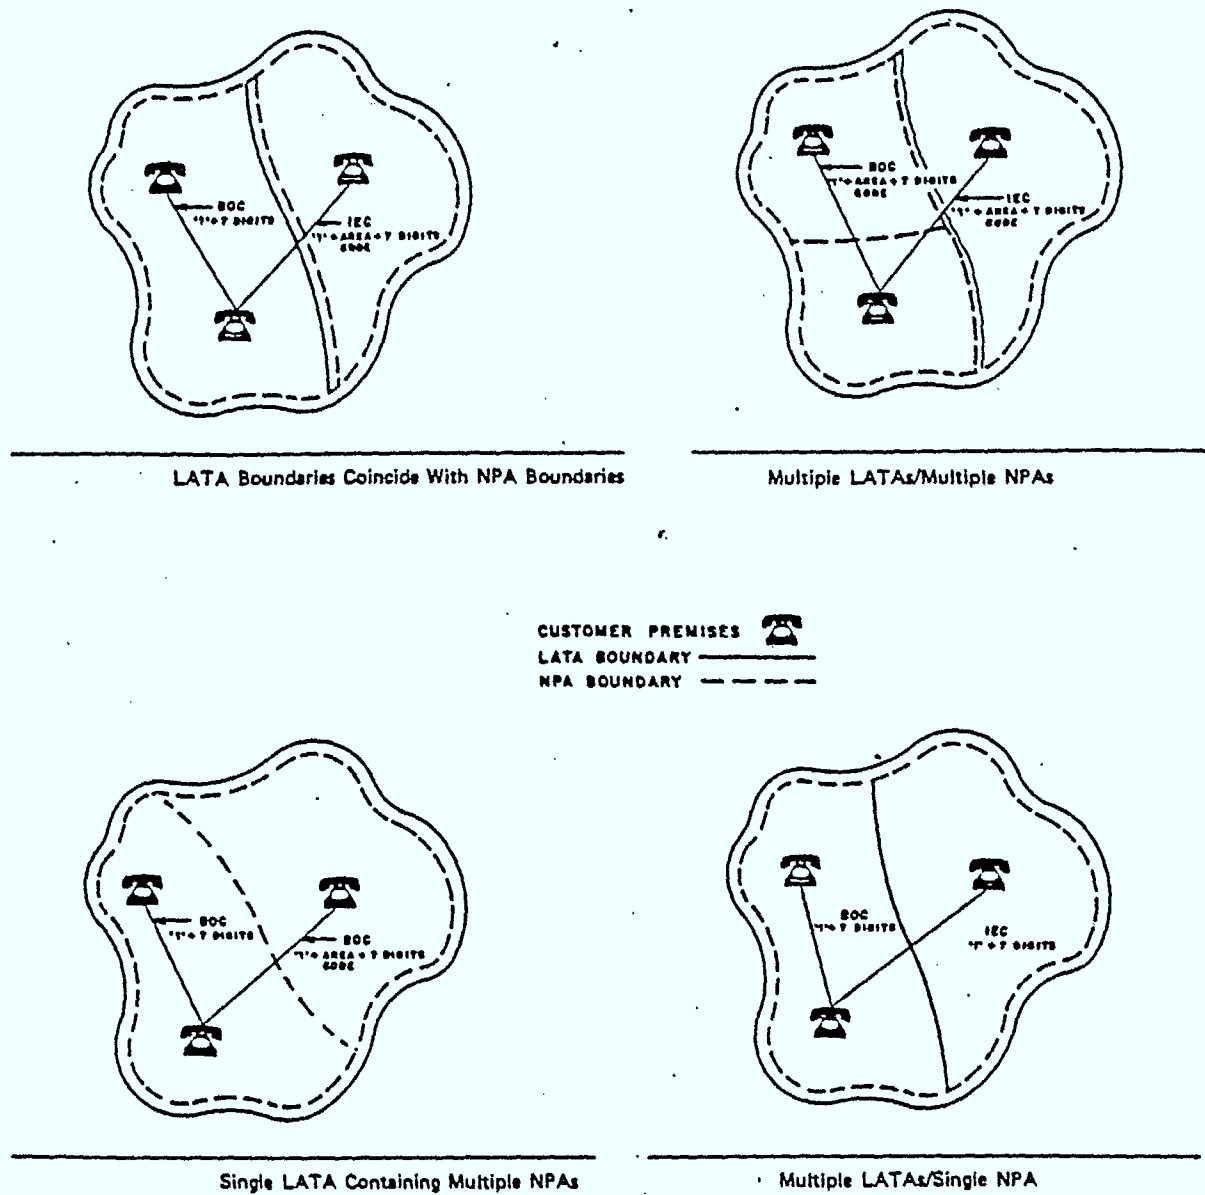 BOC
"1" + 7 DIGITS
IEC
"1" + AREA + 7 DIGITS
CODE
LATA Boundaries Coincide With NPA Boundaries
BOC
"1" + AREA + 7 DIGITS
CODE
IEC
"1" + AREA + 7 DIGITS
CODE
Multiple LATAs/Multiple NPAs
CUSTOMER PREMISES
LATA BOUNDARY
NPA BOUNDARY
BOC
"1" + 7 DIGITS
BOC
"1" + AREA + 7 DIGITS
CODE
Single LATA Containing Multiple NPAs
BOC
"1" + 7 DIGITS
IEC
"1" + 7 DIGITS
Multiple LATAs/Single NPA